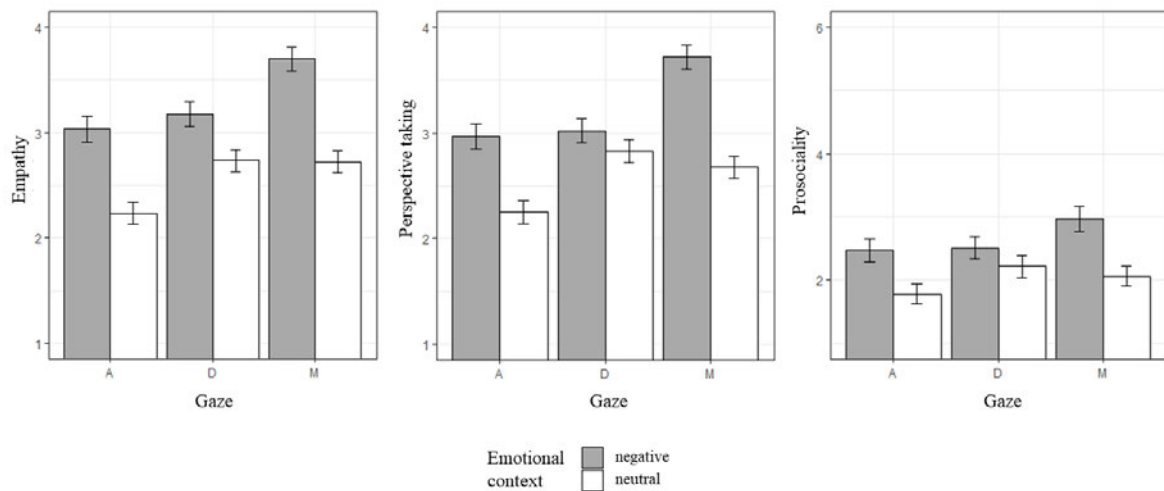 Empathy
4
3
2
1
A D M
Gaze
Perspective taking
4
3
2
1
A D M
Gaze
Prosociality
6
4
2
A D M
Gaze
Emotional
context
negative
neutral